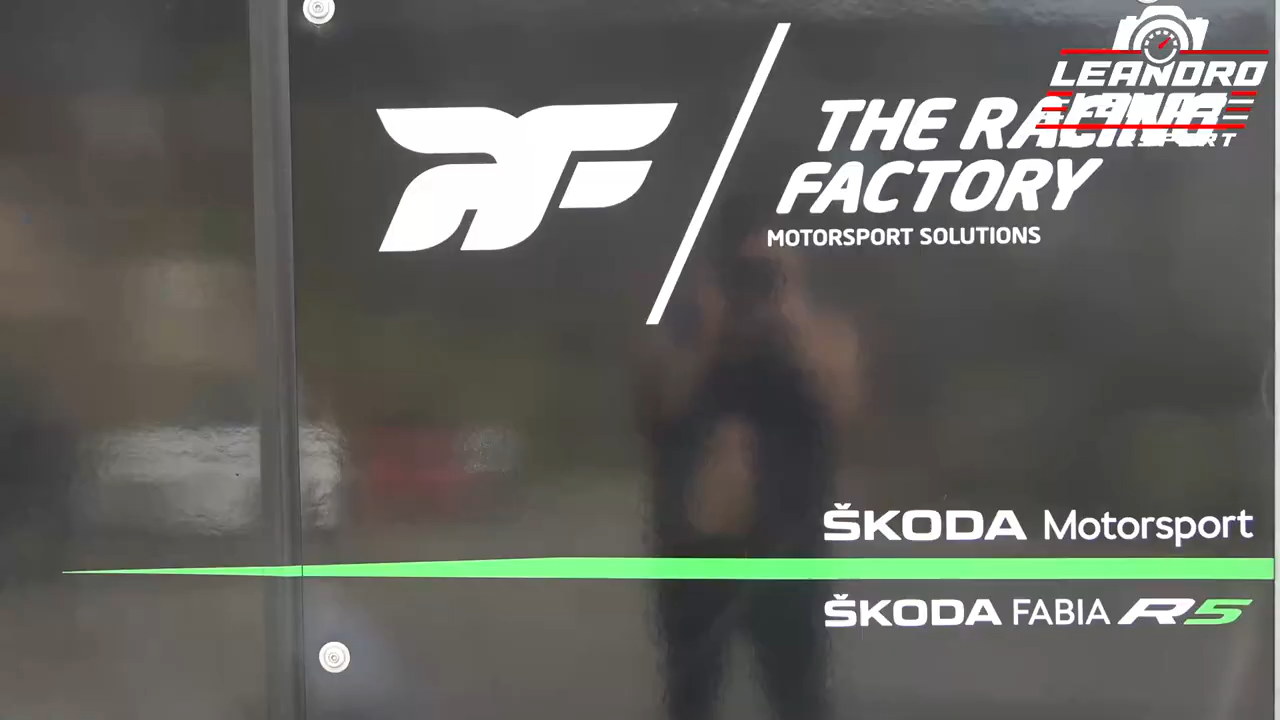 LEANDRO
THE RACING
FACTORY
MOTORSPORT SOLUTIONS
ŠKODA Motorsport
ŠKODA FABIA R5